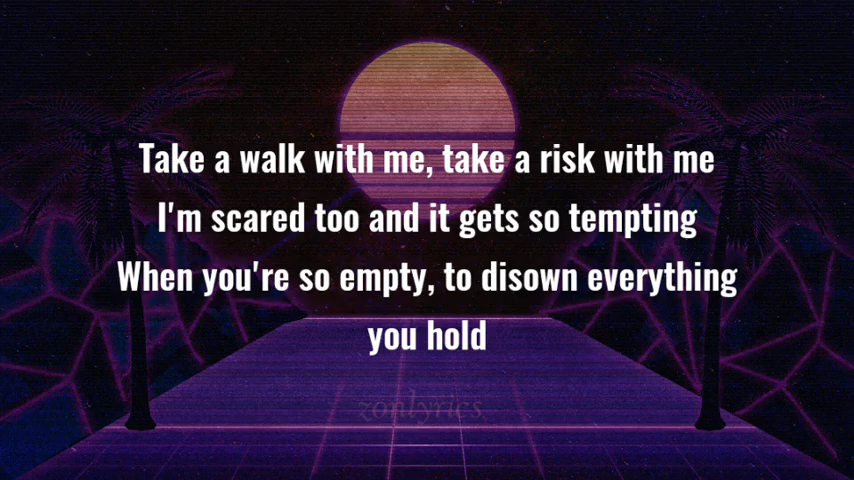 Take a walk with me, take a risk with me
I'm scared too and it gets so tempting
When you're so empty, to disown everything
you hold
zonlyrics